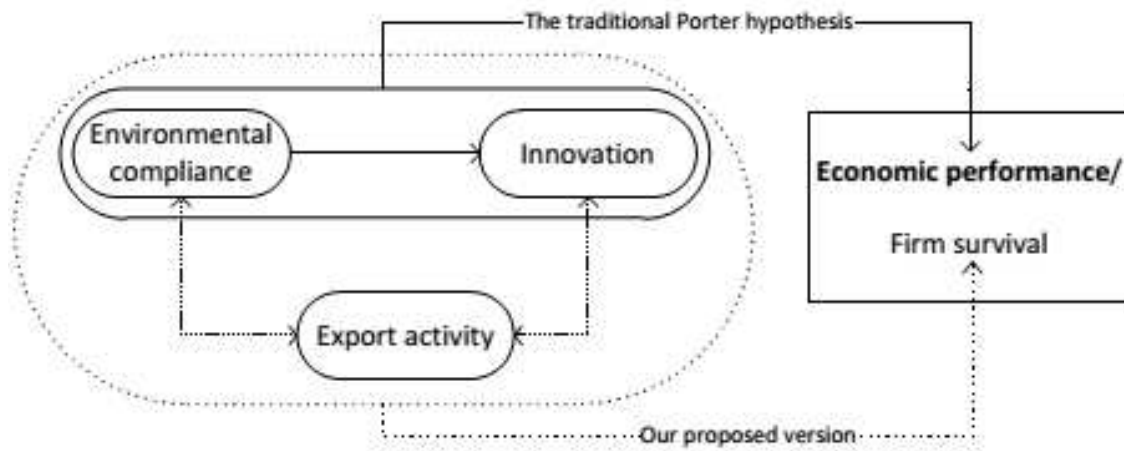 The traditional Porter hypothesis
Environmental
compliance
Innovation
Economic performance/
Firm survival
Export activity
Our proposed version